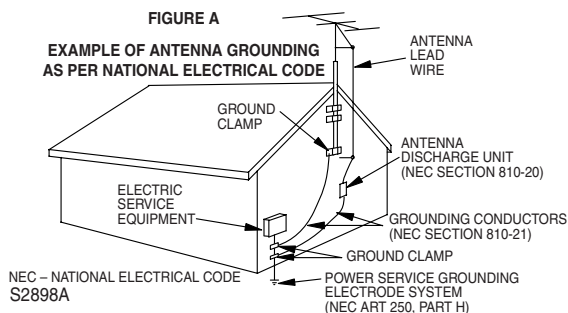 FIGURE A
EXAMPLE OF ANTENNA GROUNDING
AS PER NATIONAL ELECTRICAL CODE
ANTENNA
LEAD
WIRE
GROUND
CLAMP
ANTENNA
DISCHARGE UNIT
(NEC SECTION 810-20)
ELECTRIC
SERVICE
EQUIPMENT
GROUNDING CONDUCTORS
(NEC SECTION 810-21)
GROUND CLAMP
POWER SERVICE GROUNDING
ELECTRODE SYSTEM
(NEC ART 250, PART H)
NEC – NATIONAL ELECTRICAL CODE
S2898A